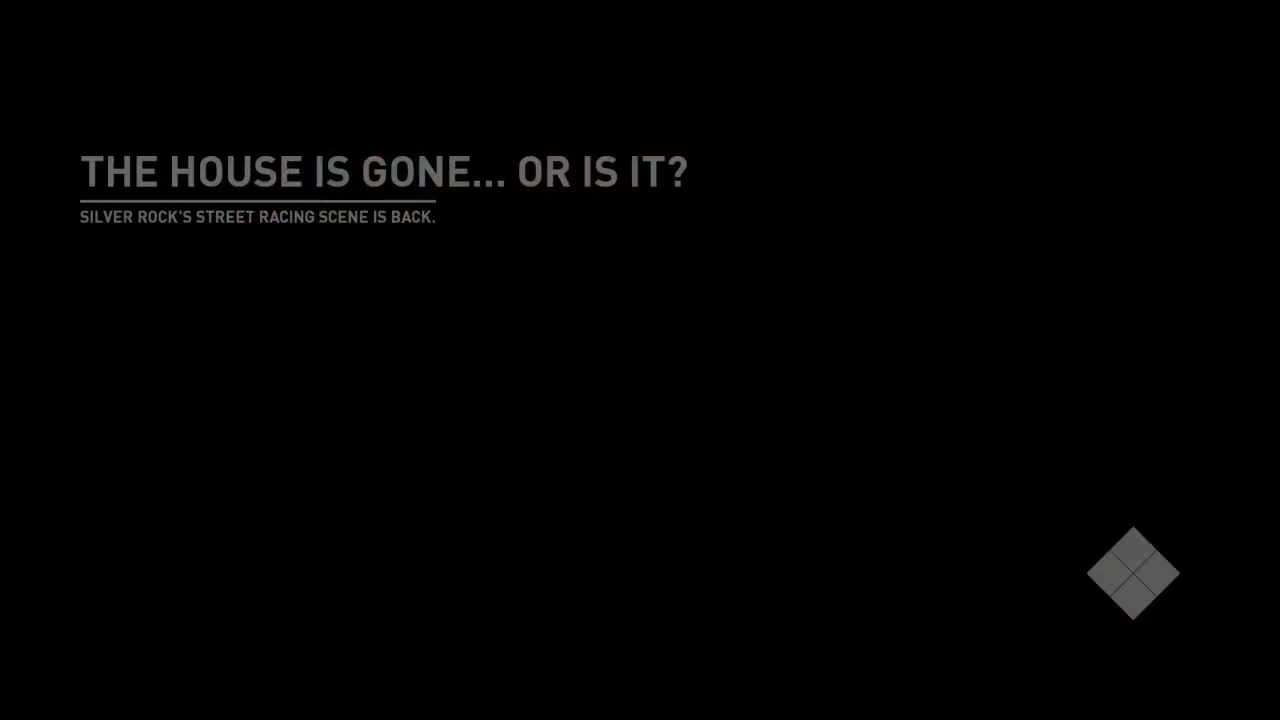 THE HOUSE IS GONE... OR IS IT?
SILVER ROCK'S STREET RACING SCENE IS BACK.